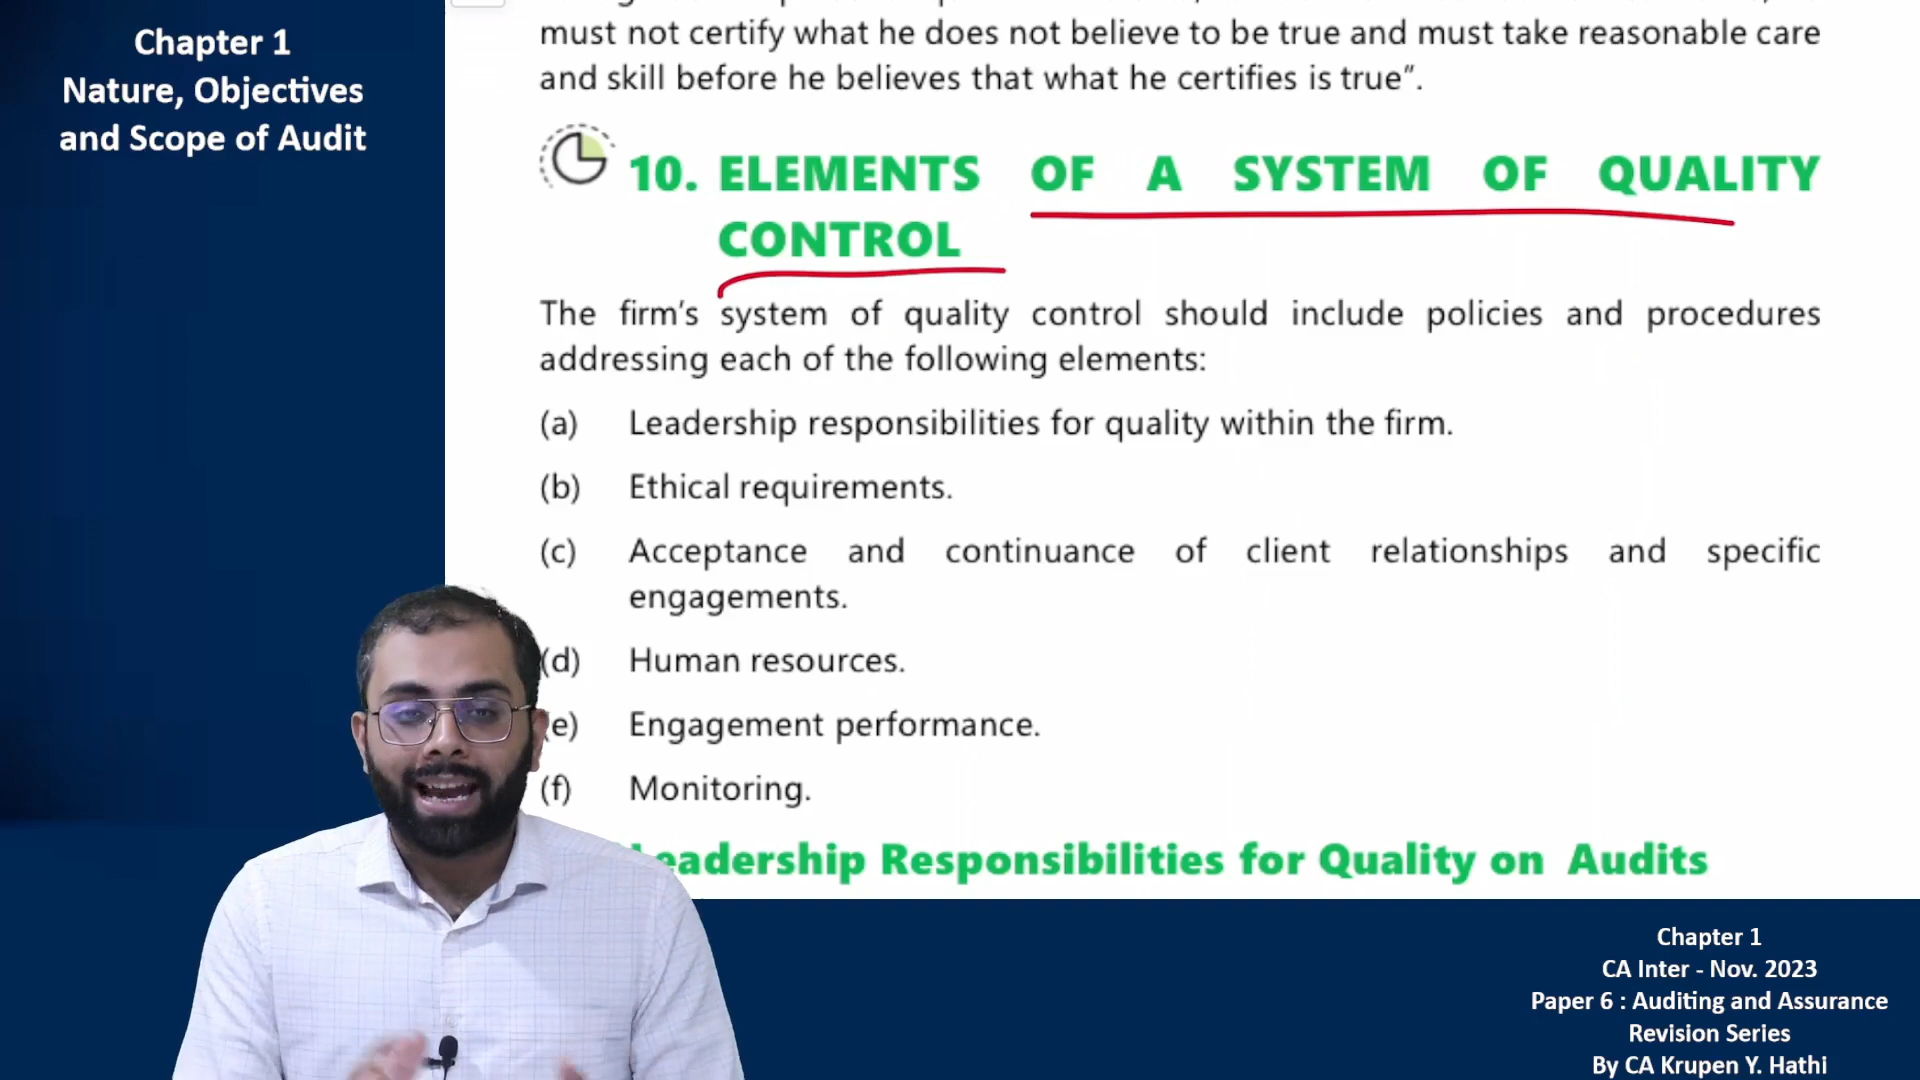 Chapter 1
Nature, Objectives
and Scope of Audit
must not certify what he does not believe to be true and must take reasonable care
and skill before he believes that what he certifies is true”.
10. ELEMENTS OF A SYSTEM OF QUALITY
CONTROL
The firm's system of quality control should include policies and procedures
addressing each of the following elements:
(a) Leadership responsibilities for quality within the firm.
(b) Ethical requirements.
(c) Acceptance and continuance of client relationships and specific
engagements.
(d) Human resources.
(e) Engagement performance.
(f) Monitoring.
Leadership Responsibilities for Quality on Audits
Chapter 1
CA Inter - Nov. 2023
Paper 6 : Auditing and Assurance
Revision Series
By CA Krupen Y. Hathi